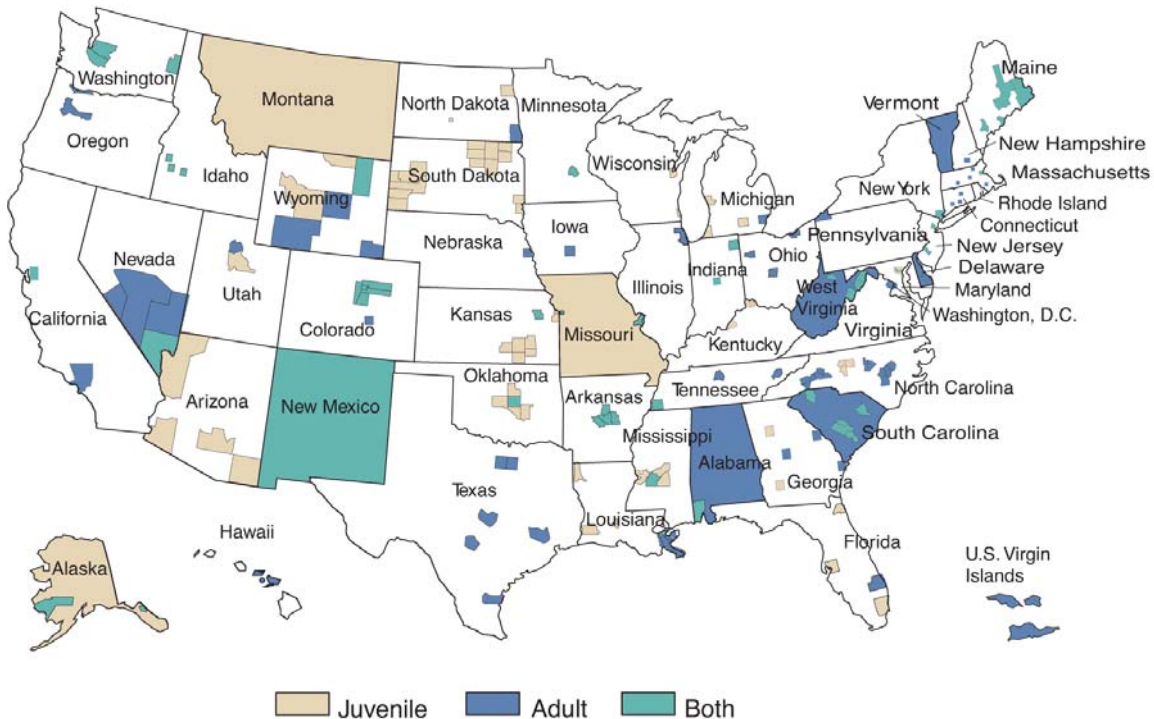 Washington
Montana
North Dakota
Minnesota
Maine
Vermont
Oregon
Idaho
Wyoming
South Dakota
Wisconsin
Michigan
New York
New Hampshire
Massachusetts
Rhode Island
Connecticut
New Jersey
Delaware
Maryland
Washington, D.C.
Nebraska
Iowa
Pennsylvania
Ohio
Indiana
Illinois
Nevada
Utah
Colorado
Kansas
Missouri
West
Virginia
Virginia
Kentucky
California
Arizona
New Mexico
Oklahoma
Arkansas
Tennessee
North Carolina
South Carolina
Mississippi
Alabama
Georgia
Texas
Louisiana
Florida
Hawaii
Alaska
U.S. Virgin
Islands
Juvenile
Adult
Both